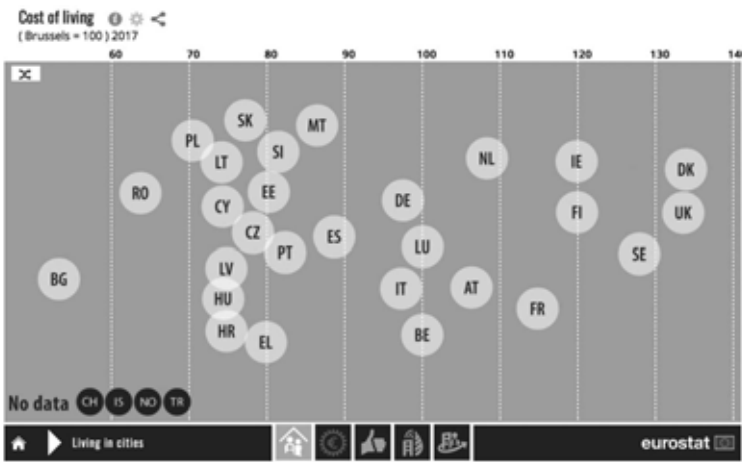 Cost of living
( Brussels = 100 ) 2017
60 70 80 90 100 110 120 130 140
SK
MT
PL
SI
LT
NL
IE
DK
RO
EE
DE
CY
FI
UK
CZ
ES
LU
PT
SE
LV
BG
IT
AT
HU
FR
HR
BE
EL
No data CH IS NO TR
Living in cities
eurostat